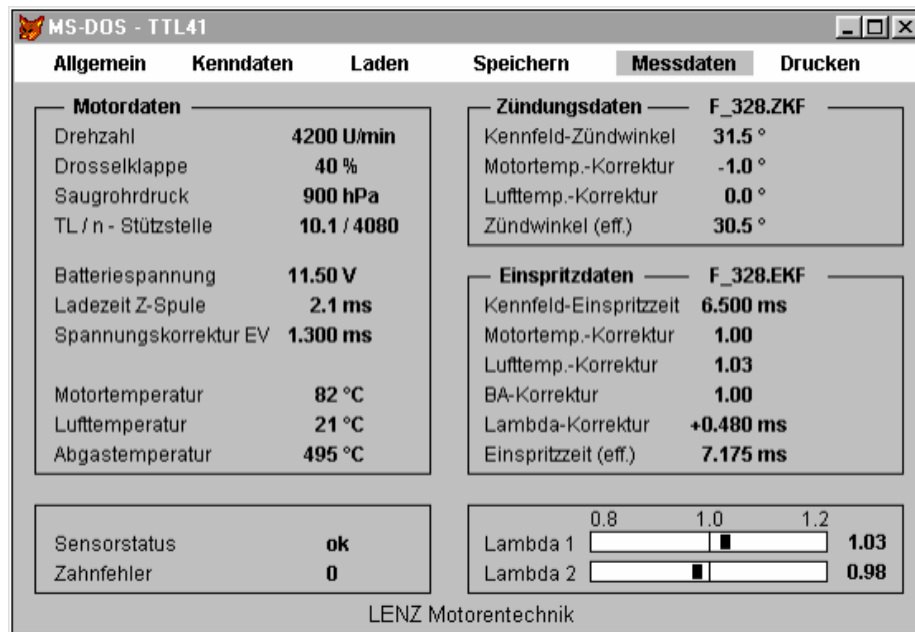 MS-DOS - TTL41
Allgemein Kenndaten Laden Speichern Messdaten Drucken
Motordaten
Drehzahl 4200 U/min
Drosselklappe 40 %
Saugrohrdruck 900 hPa
TL / n - Stützstelle 10.1 / 4080
Batteriespannung 11.50 V
Ladezeit Z-Spule 2.1 ms
Spannungskorrektur EV 1.300 ms
Motortemperatur 82 °C
Lufttemperatur 21 °C
Abgastemperatur 495 °C
Sensorstatus ok
Zahnfehler 0
Zündungsdaten F_328.ZKF
Kennfeld-Zündwinkel 31.5 °
Motortemp.-Korrektur -1.0 °
Lufttemp.-Korrektur 0.0 °
Zündwinkel (eff.) 30.5 °
Einspritzdaten F_328.EKF
Kennfeld-Einspritzzeit 6.500 ms
Motortemp.-Korrektur 1.00
Lufttemp.-Korrektur 1.03
BA-Korrektur 1.00
Lambda-Korrektur +0.480 ms
Einspritzzeit (eff.) 7.175 ms
0.8 1.0 1.2
Lambda 1 1.03
Lambda 2 0.98
LENZ Motorentechnik